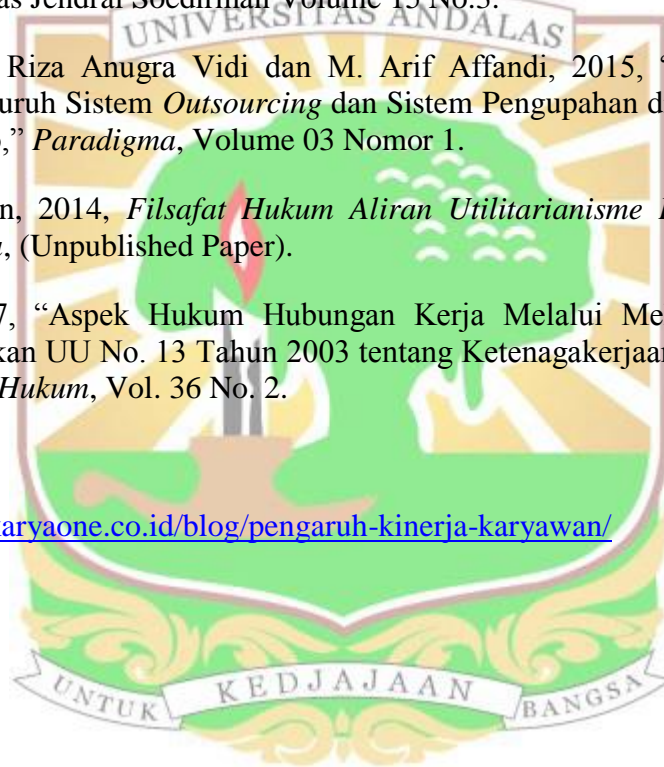 as Jendral Soedirman Volume 15 No.3.
UNIVERSITAS ANDALAS
Riza Anugra Vidi dan M. Arif Affandi, 2015, “
uruh Sistem Outsourcing dan Sistem Pengupahan d
,” Paradigma, Volume 03 Nomor 1.
n, 2014, Filsafat Hukum Aliran Utilitarianisme
, (Unpublished Paper).
7, “Aspek Hukum Hubungan Kerja Melalui Me
kan UU No. 13 Tahun 2003 tentang Ketenagakerjaan
Hukum, Vol. 36 No. 2.
karyaone.co.id/blog/pengaruh-kinerja-karyawan/
UNTUK KEDJAJAAN BANGSA